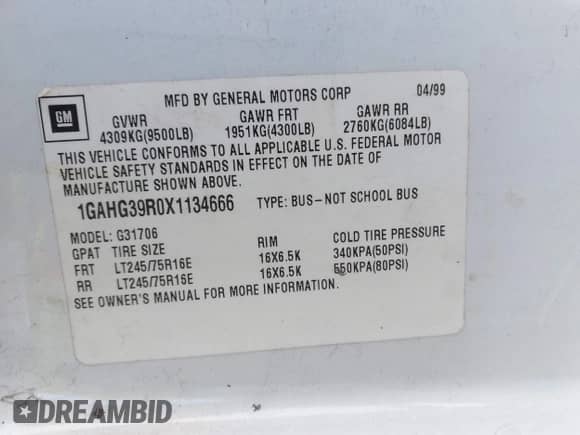 MFD BY GENERAL MOTORS CORP 04/99
GM
GVWR GAWR FRT GAWR RR
4309KG(9500LB) 1951KG(4300LB) 2760KG(6084LB)
THIS VEHICLE CONFORMS TO ALL APPLICABLE U.S. FEDERAL MOTOR
VEHICLE SAFETY STANDARDS IN EFFECT ON THE DATE OF
MANUFACTURE SHOWN ABOVE.
1GAHG39R0X1134666 TYPE: BUS-NOT SCHOOL BUS
MODEL: G31706
GPAT TIRE SIZE RIM COLD TIRE PRESSURE
FRT LT245/75R16E 16X6.5K 340KPA(50PSI)
RR LT245/75R16E 16X6.5K 550KPA(80PSI)
SEE OWNER'S MANUAL FOR MORE INFORMATION.
DREAMBID